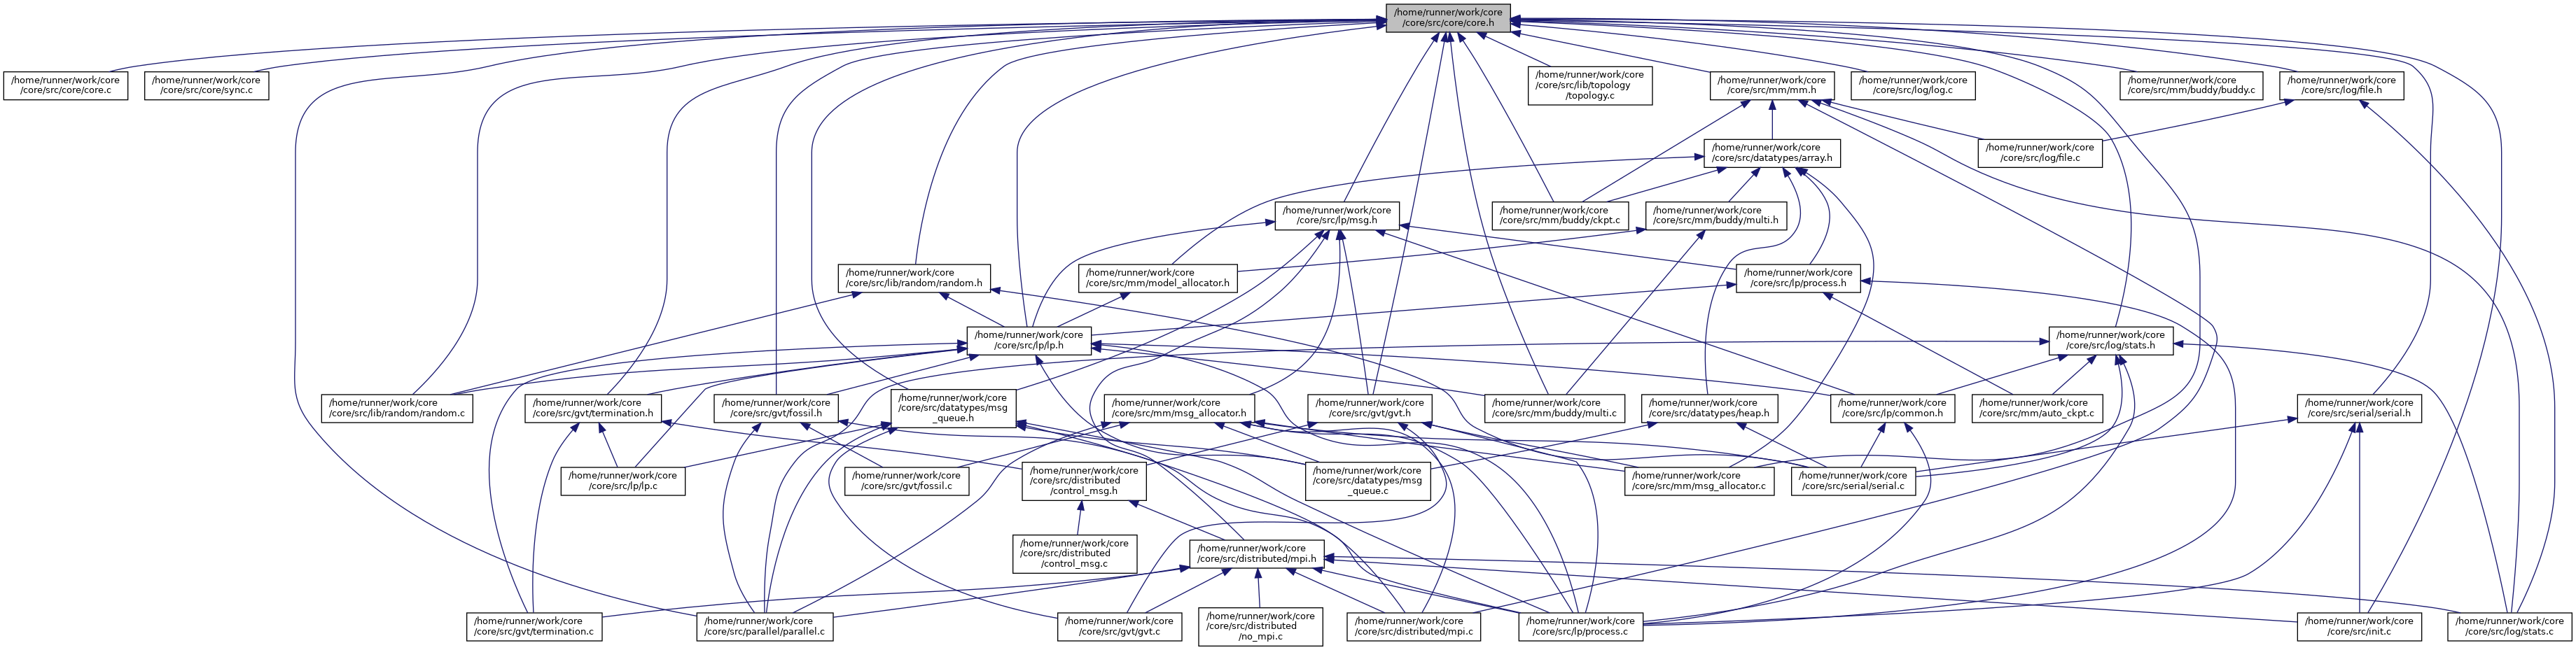 /home/runner/work/core
/core/src/core/core.h
/home/runner/work/core
/core/src/core/core.c
/home/runner/work/core
/core/src/core/sync.c
/home/runner/work/core
/core/src/lib/topology
/topology.c
/home/runner/work/core
/core/src/mm/mm.h
/home/runner/work/core
/core/src/log/log.c
/home/runner/work/core
/core/src/mm/buddy/buddy.c
/home/runner/work/core
/core/src/log/file.h
/home/runner/work/core
/core/src/datatypes/array.h
/home/runner/work/core
/core/src/log/file.c
/home/runner/work/core
/core/src/lp/msg.h
/home/runner/work/core
/core/src/mm/buddy/ckpt.c
/home/runner/work/core
/core/src/mm/buddy/multi.h
/home/runner/work/core
/core/src/lib/random/random.h
/home/runner/work/core
/core/src/mm/model_allocator.h
/home/runner/work/core
/core/src/lp/process.h
/home/runner/work/core
/core/src/lp/lp.h
/home/runner/work/core
/core/src/log/stats.h
/home/runner/work/core
/core/src/lib/random/random.c
/home/runner/work/core
/core/src/gvt/termination.h
/home/runner/work/core
/core/src/gvt/fossil.h
/home/runner/work/core
/core/src/datatypes/msg
_queue.h
/home/runner/work/core
/core/src/mm/msg_allocator.h
/home/runner/work/core
/core/src/gvt/gvt.h
/home/runner/work/core
/core/src/mm/buddy/multi.c
/home/runner/work/core
/core/src/datatypes/heap.h
/home/runner/work/core
/core/src/lp/common.h
/home/runner/work/core
/core/src/mm/auto_ckpt.c
/home/runner/work/core
/core/src/serial/serial.h
/home/runner/work/core
/core/src/lp/lp.c
/home/runner/work/core
/core/src/gvt/fossil.c
/home/runner/work/core
/core/src/distributed
/control_msg.h
/home/runner/work/core
/core/src/datatypes/msg
_queue.c
/home/runner/work/core
/core/src/mm/msg_allocator.c
/home/runner/work/core
/core/src/serial/serial.c
/home/runner/work/core
/core/src/distributed
/control_msg.c
/home/runner/work/core
/core/src/distributed/mpi.h
/home/runner/work/core
/core/src/gvt/termination.c
/home/runner/work/core
/core/src/parallel/parallel.c
/home/runner/work/core
/core/src/gvt/gvt.c
/home/runner/work/core
/core/src/distributed
/no_mpi.c
/home/runner/work/core
/core/src/distributed/mpi.c
/home/runner/work/core
/core/src/lp/process.c
/home/runner/work/core
/core/src/init.c
/home/runner/work/core
/core/src/log/stats.c